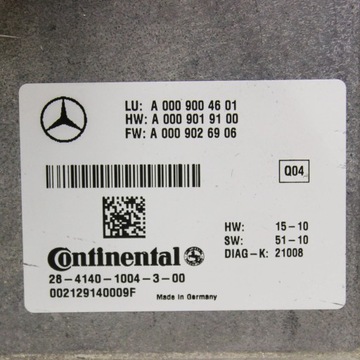 LU: A 000 900 46 01
HW: A 000 901 91 00
FW: A 000 902 69 06
Q04
Continental
HW: 15-10
SW: 51-10
DIAG-K: 21008
28-4140-1004-3-00
002129140009F
Made in Germany